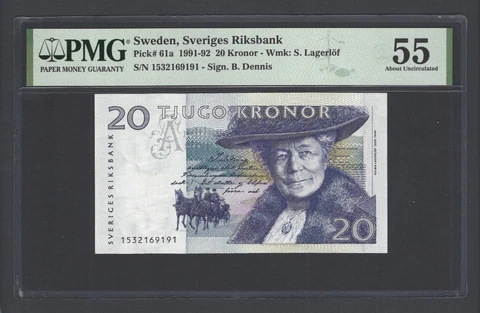 PMG
PAPER MONEY GUARANTY
Sweden, Sveriges Riksbank
Pick# 61a 1991-92 20 Kronor - Wmk: S. Lagerlöf
S/N 1532169191 - Sign. B. Dennis
55
About Uncirculated
20 TJUGO KRONOR
SVERIGES RIKSBANK
1532169191
20